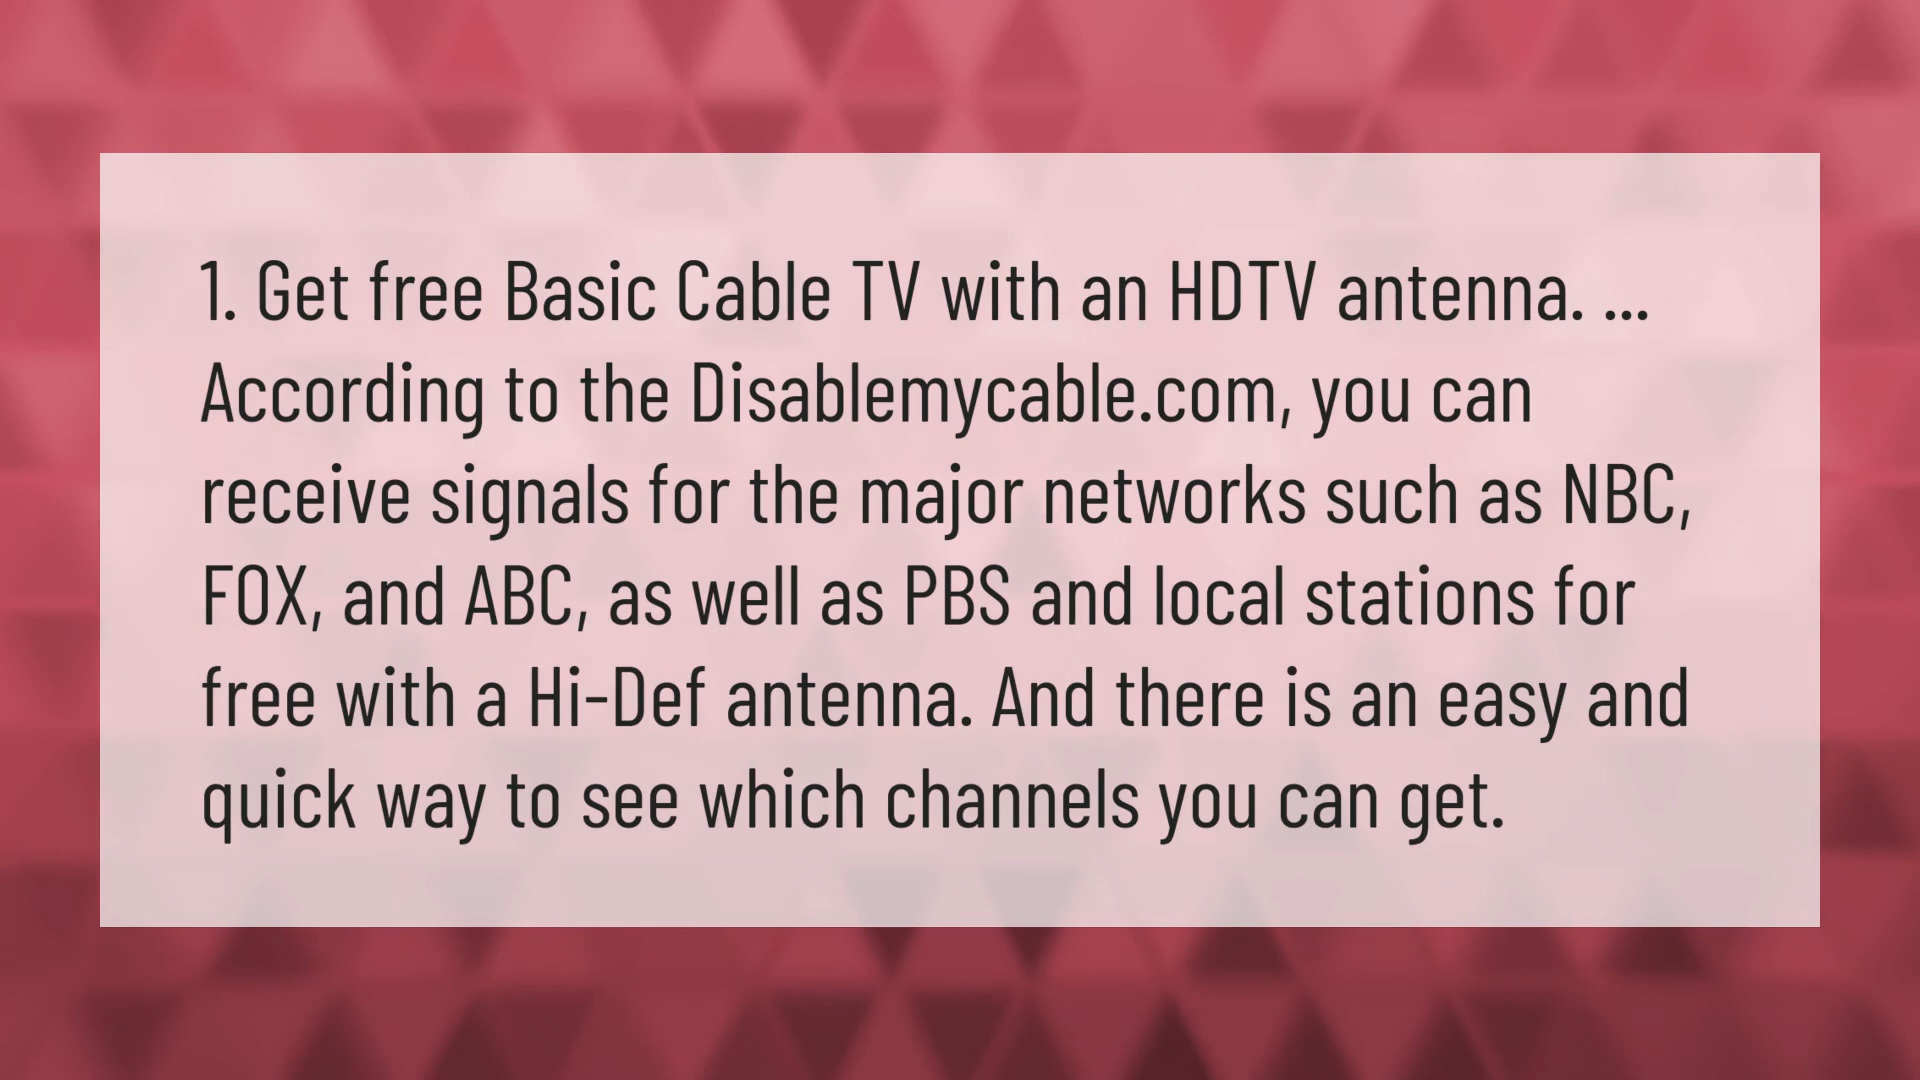 1. Get free Basic Cable TV with an HDTV antenna. ...
According to the Disablemycable.com, you can
receive signals for the major networks such as NBC,
FOX, and ABC, as well as PBS and local stations for
free with a Hi-Def antenna. And there is an easy and
quick way to see which channels you can get.